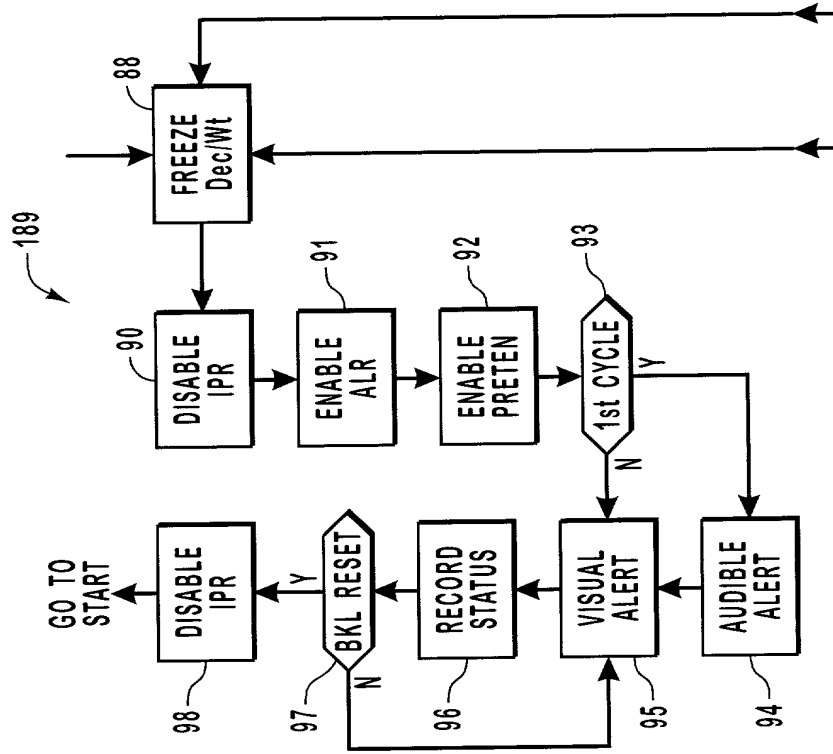 189
88
FREEZE
Dec/Wt
90
DISABLE
IPR
91
ENABLE
ALR
92
ENABLE
PRETEN
93
1st CYCLE
N
Y
GO TO
START
98
DISABLE
IPR
Y
97
BKL RESET
N
96
RECORD
STATUS
95
VISUAL
ALERT
94
AUDIBLE
ALERT